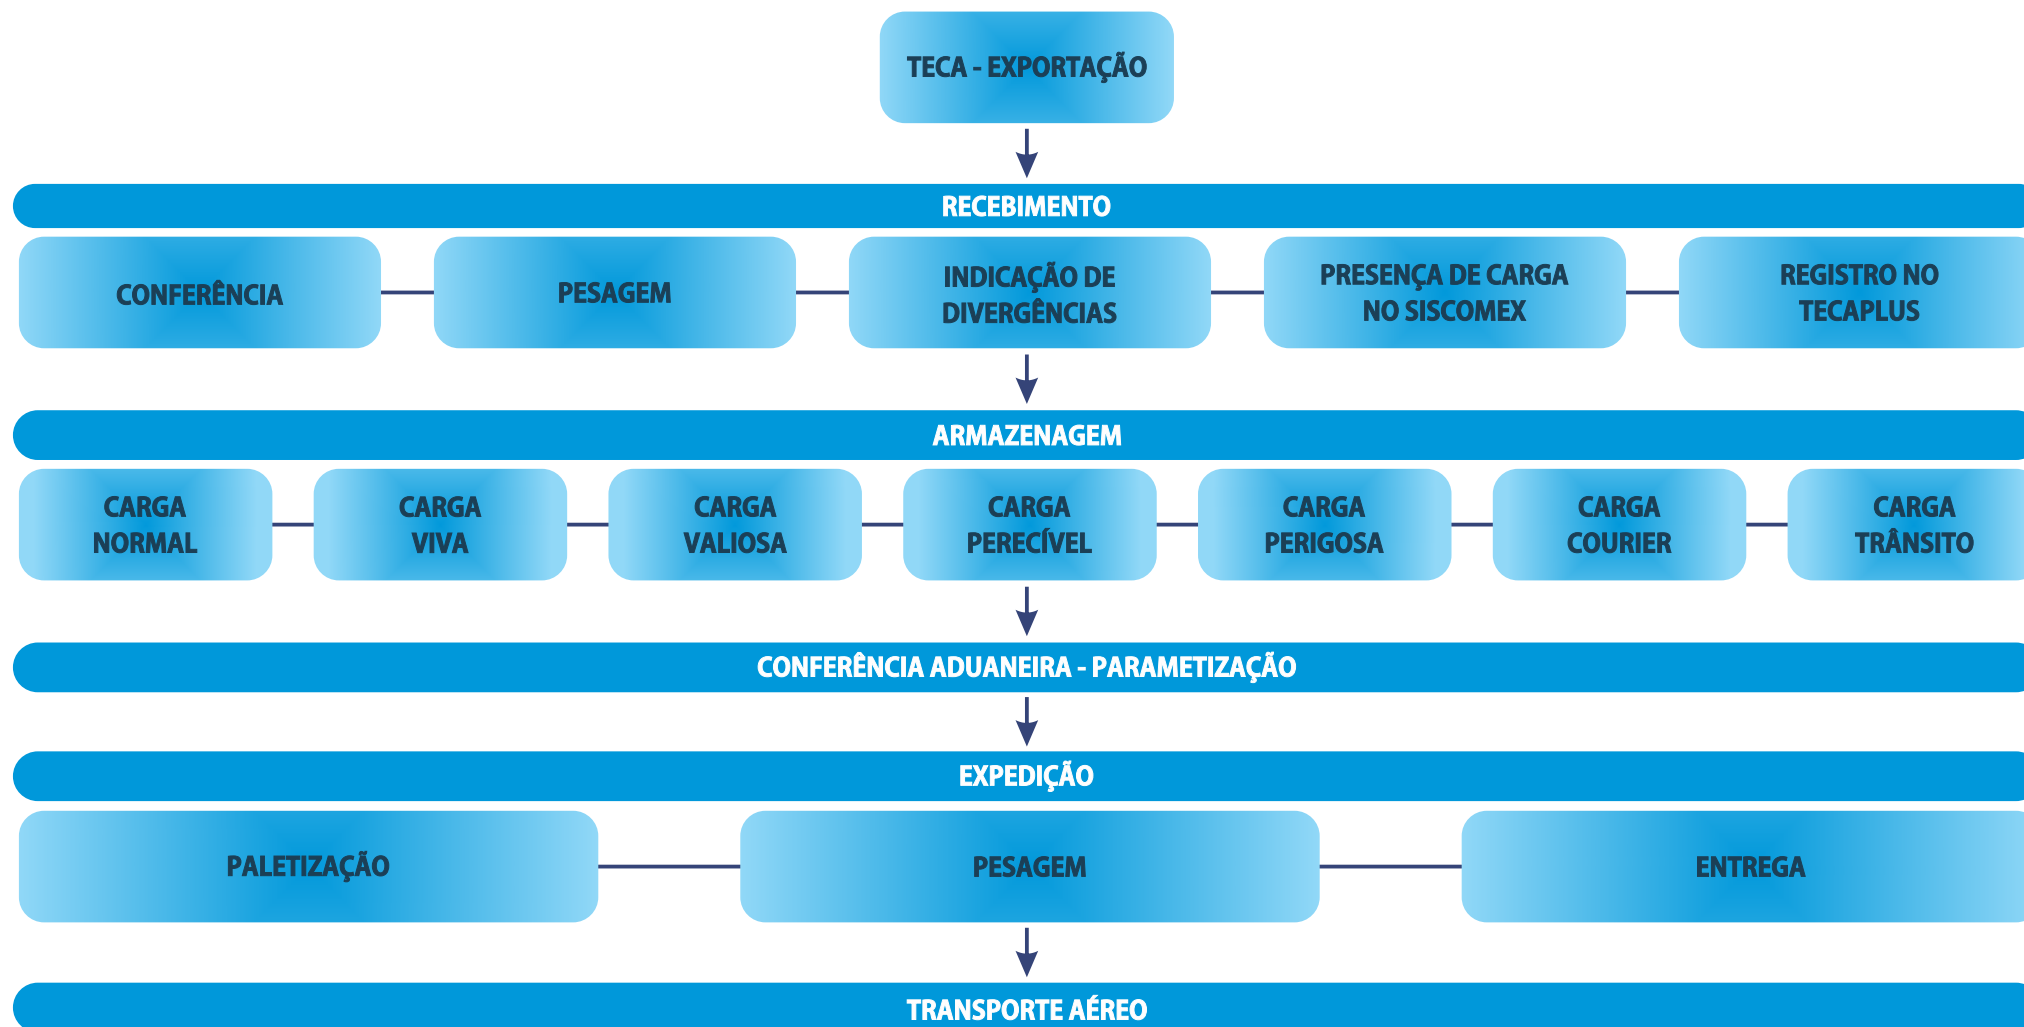 TECA - EXPORTAÇÃO
RECEBIMENTO
CONFERÊNCIA
PESAGEM
INDICAÇÃO DE
DIVERGÊNCIAS
PRESENÇA DE CARGA
NO SISCOMEX
REGISTRO NO
TECAPLUS
ARMAZENAGEM
CARGA
NORMAL
CARGA
VIVA
CARGA
VALIOSA
CARGA
PERECÍVEL
CARGA
PERIGOSA
CARGA
COURIER
CARGA
TRÂNSITO
CONFERÊNCIA ADUANEIRA - PARAMETIZAÇÃO
EXPEDIÇÃO
PALETIZAÇÃO
PESAGEM
ENTREGA
TRANSPORTE AÉREO